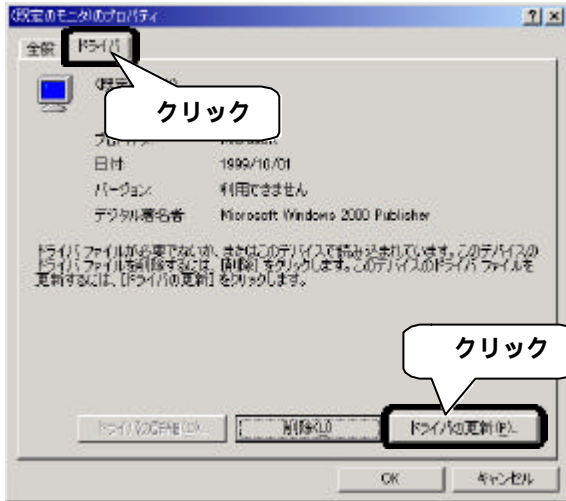 (既定のモニタ)のプロパティ
全般 ドライバ
クリック
日付: 1999/10/01
バージョン: 利用できません
デジタル署名者: Microsoft Windows 2000 Publisher
ドライバ ファイルが必要でないか、またはこのデバイスで読み込まれています。このデバイスの
ドライバ ファイルを削除するには、[削除] をクリックします。このデバイスのドライバ ファイルを
更新するには、[ドライバの更新] をクリックします。
クリック
削除(U) ドライバの更新(P)...
OK キャンセル